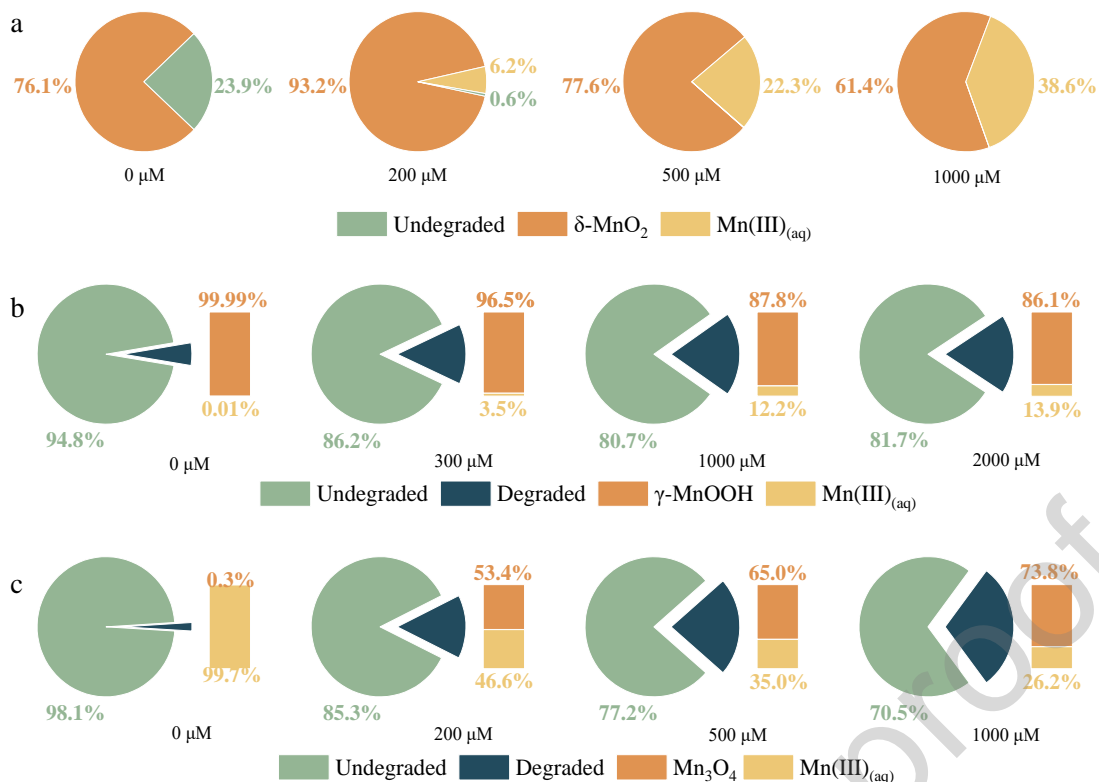 a
76.1%
23.9%
93.2%
6.2%
0.6%
77.6%
22.3%
61.4%
38.6%
0 μM
200 μM
500 μM
1000 μM
Undegraded
δ-MnO2
Mn(III)(aq)
b
99.99%
96.5%
87.8%
86.1%
0.01%
3.5%
12.2%
13.9%
94.8%
86.2%
80.7%
81.7%
0 μM
300 μM
1000 μM
2000 μM
Undegraded
Degraded
γ-MnOOH
Mn(III)(aq)
c
0.3%
53.4%
65.0%
73.8%
99.7%
46.6%
35.0%
26.2%
98.1%
85.3%
77.2%
70.5%
0 μM
200 μM
500 μM
1000 μM
Undegraded
Degraded
Mn3O4
Mn(III)(aq)
proof